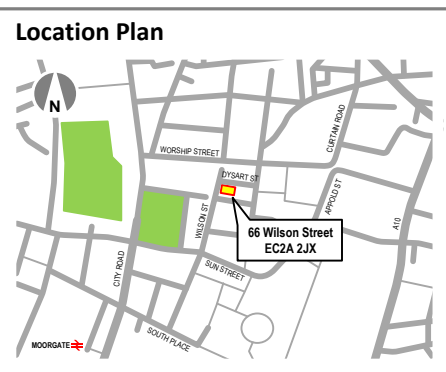 Location Plan
N
WORSHIP STREET
CURTAIN ROAD
DYSART ST
APPOLD ST
A10
WILSON ST
66 Wilson Street
EC2A 2JX
CITY ROAD
SUN STREET
SOUTH PLACE
MOORGATE